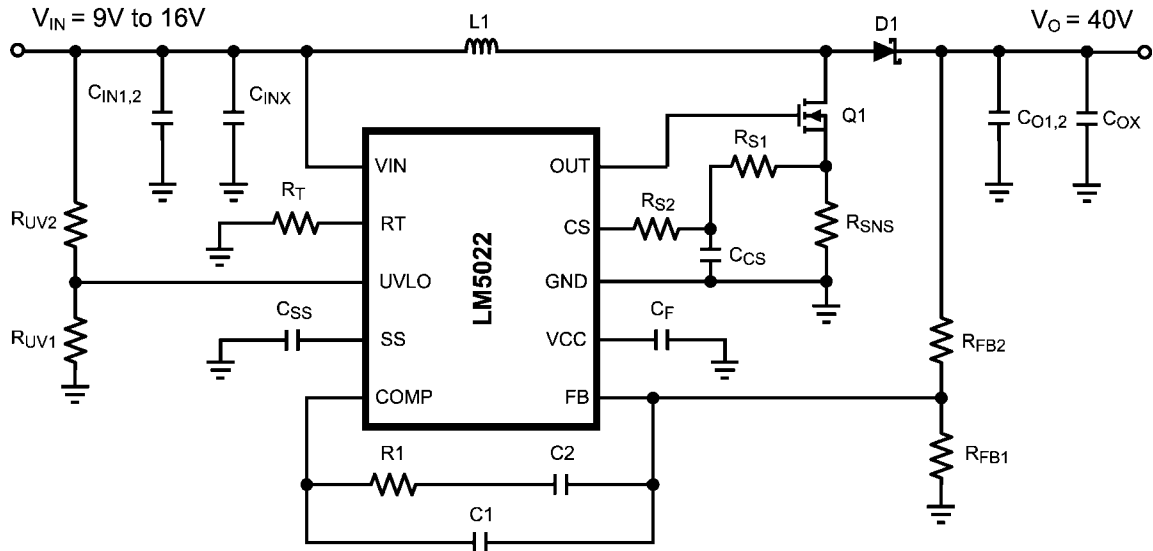 V_IN = 9V to 16V
L1
D1
V_O = 40V
C_IN1,2
C_INX
Q1
C_O1,2
C_OX
R_UV2
R_UV1
VIN
OUT
R_S1
R_T
RT
CS
R_S2
R_SNS
C_CS
UVLO
LM5022
GND
C_SS
SS
VCC
C_F
R_FB2
COMP
FB
R1
C2
R_FB1
C1